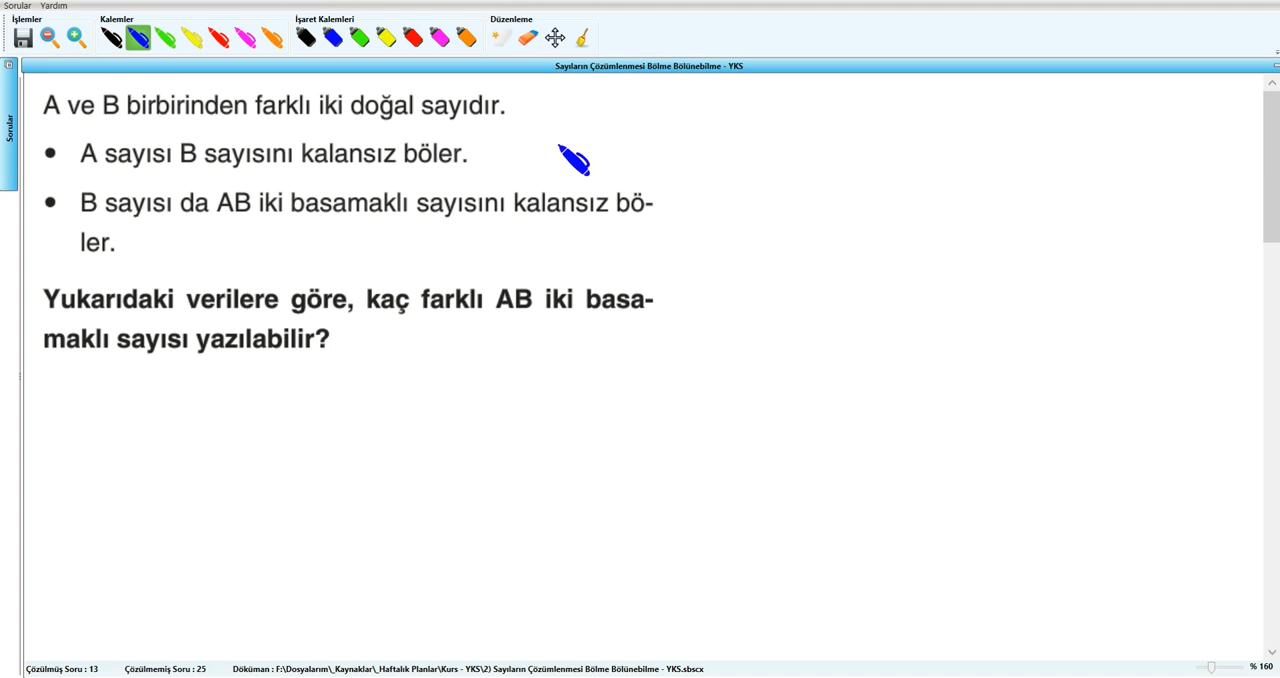 Sorular Yardım
İşlemler Kalemler İşaret Kalemleri Düzenleme
Sayıların Çözümlenmesi Bölme Bölünebilme - YKS
Sorular
A ve B birbirinden farklı iki doğal sayıdır.
• A sayısı B sayısını kalansız böler.
• B sayısı da AB iki basamaklı sayısını kalansız bö-
ler.
Yukarıdaki verilere göre, kaç farklı AB iki basa-
maklı sayısı yazılabilir?
Çözülmüş Soru : 13 Çözülmemiş Soru : 25 Döküman : F:\Dosyalarım\_Kaynaklar\_Haftalık Planlar\Kurs - YKS\2) Sayıların Çözümlenmesi Bölme Bölünebilme - YKS.sbscx % 160